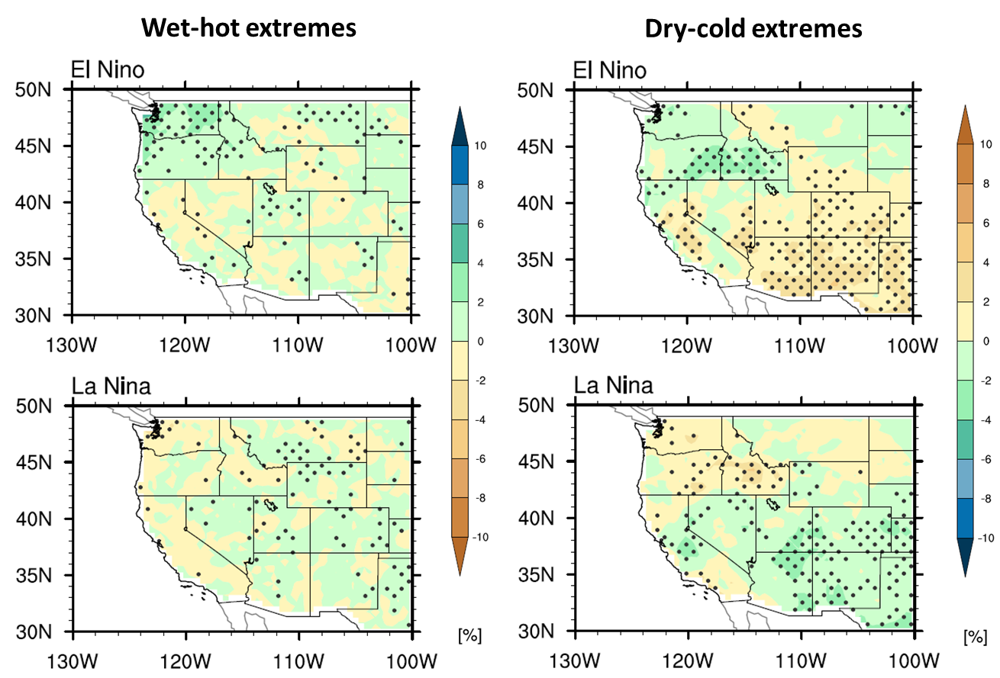 Wet-hot extremes
Dry-cold extremes
El Nino
50N
45N
40N
35N
30N
130W 120W 110W 100W
10
8
6
4
2
0
-2
-4
-6
-8
-10
El Nino
50N
45N
40N
35N
30N
130W 120W 110W 100W
10
8
6
4
2
0
-2
-4
-6
-8
-10
La Nina
50N
45N
40N
35N
30N
130W 120W 110W 100W
[%]
La Nina
50N
45N
40N
35N
30N
130W 120W 110W 100W
[%]